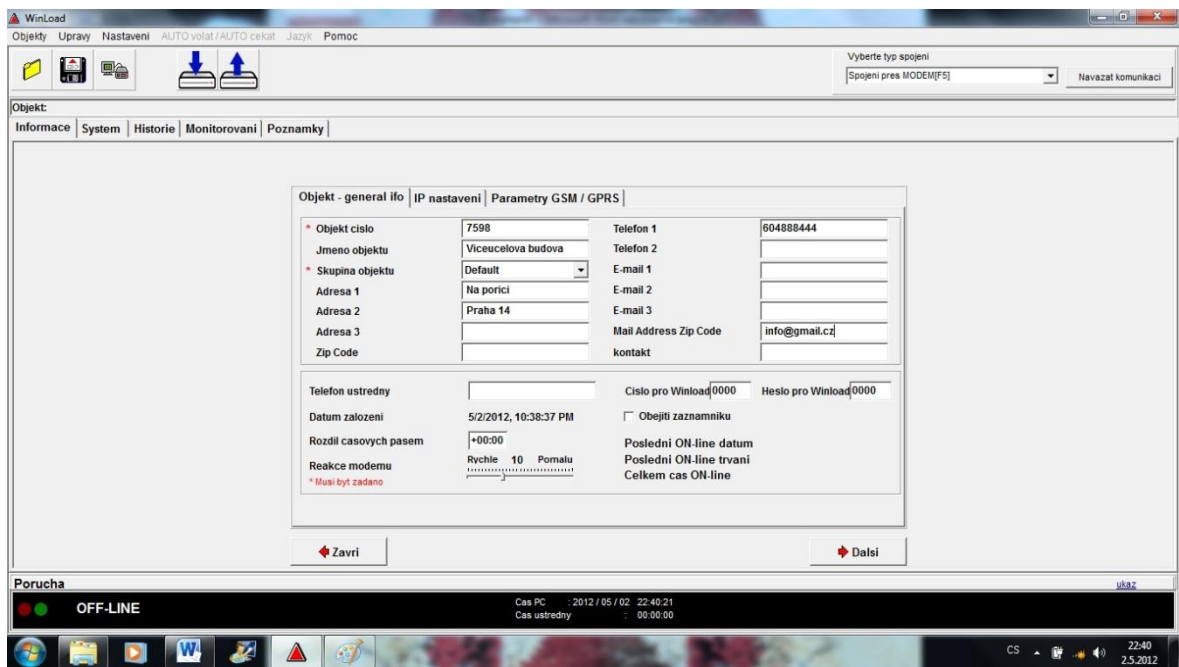 WinLoad
Objekty Upravy Nastaveni AUTO volat/AUTO cekat Jazyk Pomoc
Vyberte typ spojeni
Spojeni pres MODEM[F5] Navazat komunikaci
Objekt:
Informace System Historie Monitorovani Poznamky
Objekt - general ifo IP nastaveni Parametry GSM / GPRS
* Objekt cislo 7598 Telefon 1 604888444
Jmeno objektu Viceucelova budova Telefon 2
* Skupina objektu Default E-mail 1
Adresa 1 Na porici E-mail 2
Adresa 2 Praha 14 E-mail 3
Adresa 3 Mail Address Zip Code info@gmail.cz
Zip Code kontakt
Telefon ustredny Cislo pro Winload 0000 Heslo pro Winload 0000
Datum zalozeni 5/2/2012, 10:38:37 PM Obejiti zaznamniku
Rozdil casovych pasem +00:00 Posledni ON-line datum
Reakce modemu Rychle 10 Pomalu Posledni ON-line trvani
* Musi byt zadano Celkem cas ON-line
Zavri Dalsi
Porucha ukaz
OFF-LINE Cas PC : 2012 / 05 / 02 22:40:21
Cas ustredny : 00:00:00
CS 22:40
2.5.2012